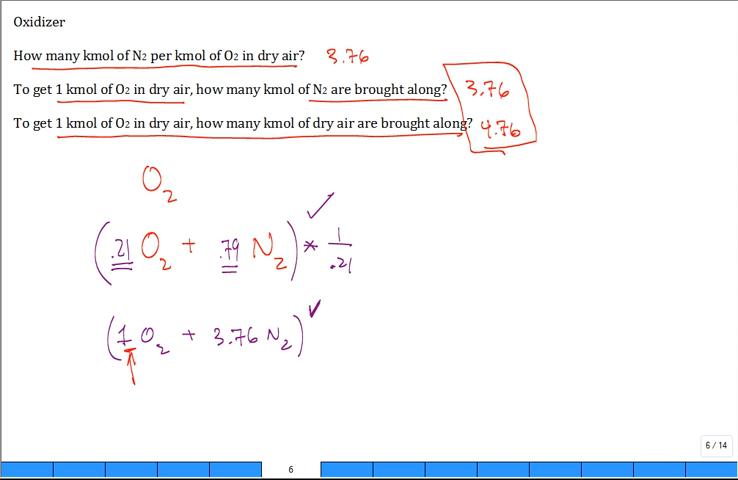 Oxidizer
How many kmol of N₂ per kmol of O₂ in dry air? 3.76
To get 1 kmol of O₂ in dry air, how many kmol of N₂ are brought along? 3.76
To get 1 kmol of O₂ in dry air, how many kmol of dry air are brought along? 4.76
O₂
(.21 O₂ + .79 N₂) * 1/.21
(1 O₂ + 3.76 N₂)
6 / 14
6